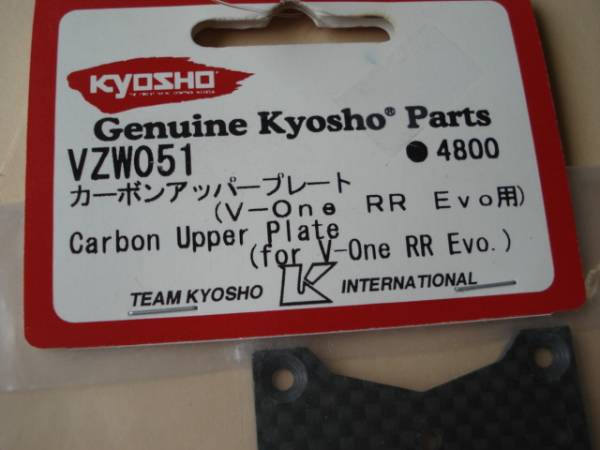 KYOSHO
Genuine Kyosho® Parts
VZW051 ●4800
カーボンアッパープレート
(V-One RR Evo用)
Carbon Upper Plate
(for V-One RR Evo.)
TEAM KYOSHO K INTERNATIONAL